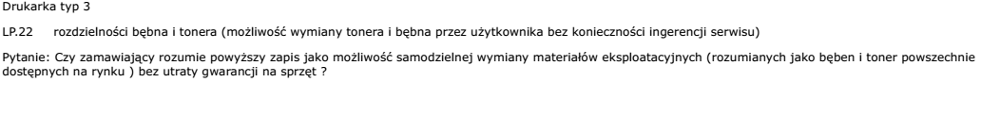 Drukarka typ 3
LP.22 rozdzielności bębna i tonera (możliwość wymiany tonera i bębna przez użytkownika bez konieczności ingerencji serwisu)
Pytanie: Czy zamawiający rozumie powyższy zapis jako możliwość samodzielnej wymiany materiałów eksploatacyjnych (rozumianych jako bęben i toner powszechnie
dostępnych na rynku ) bez utraty gwarancji na sprzęt ?